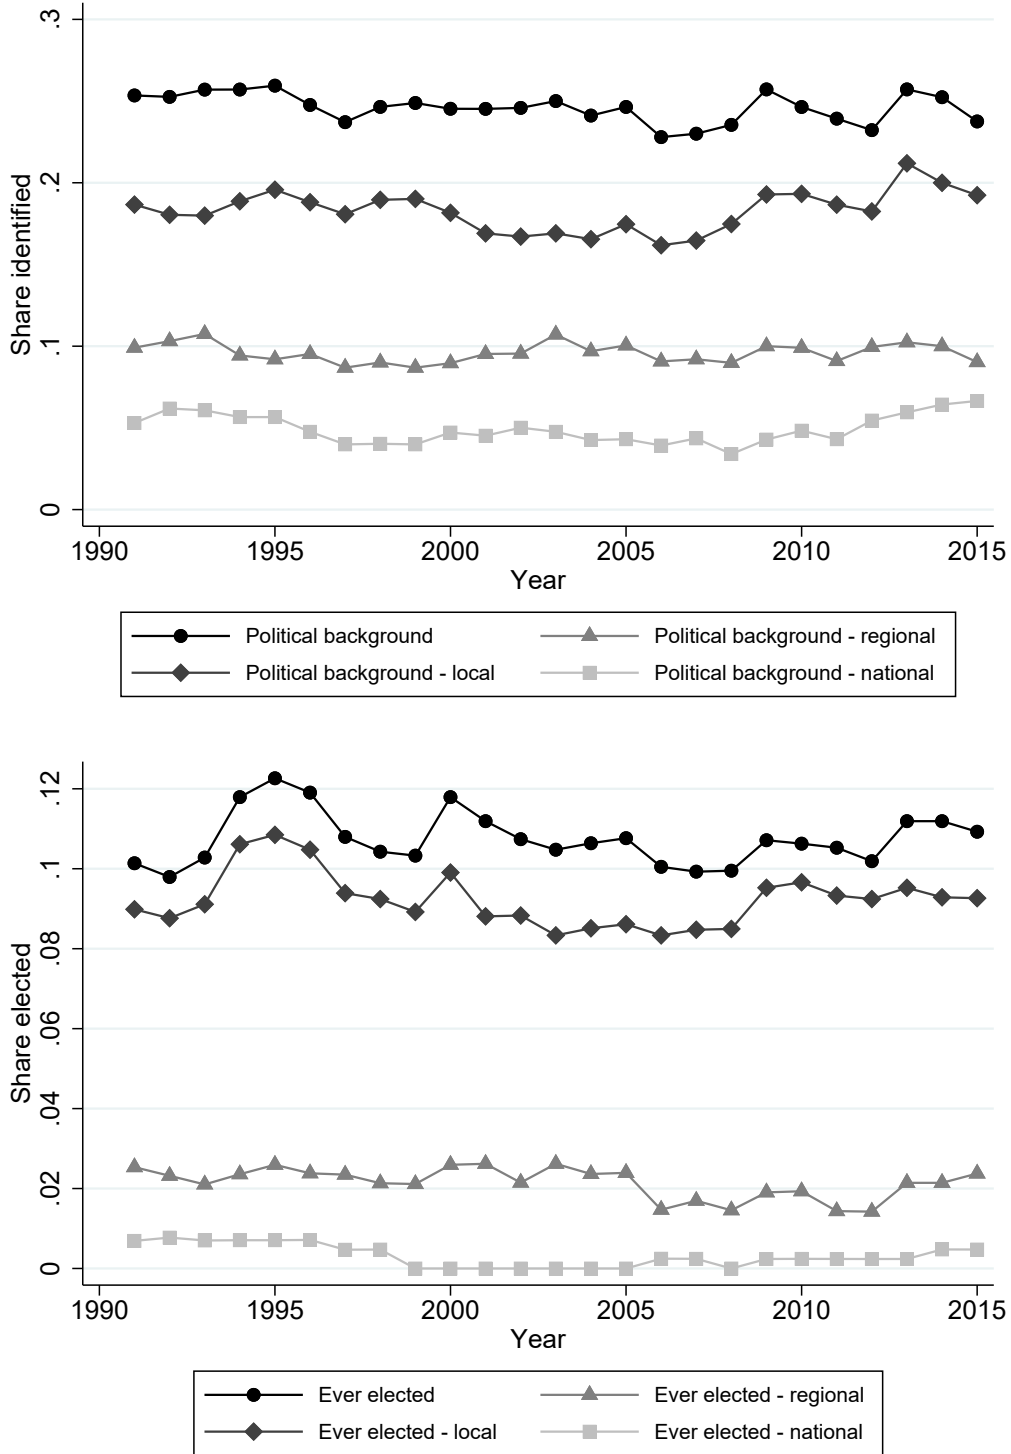 .3
.2
.1
0
Share identified
1990 1995 2000 2005 2010 2015
Year
Political background Political background - regional
Political background - local Political background - national
.12
.1
.08
.06
.04
.02
0
Share elected
1990 1995 2000 2005 2010 2015
Year
Ever elected Ever elected - regional
Ever elected - local Ever elected - national